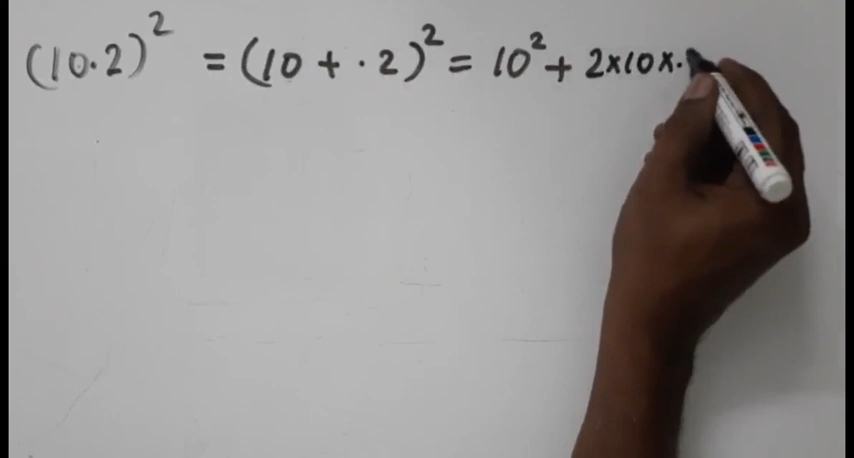 (10.2)² = (10 + .2)² = 10² + 2×10×.